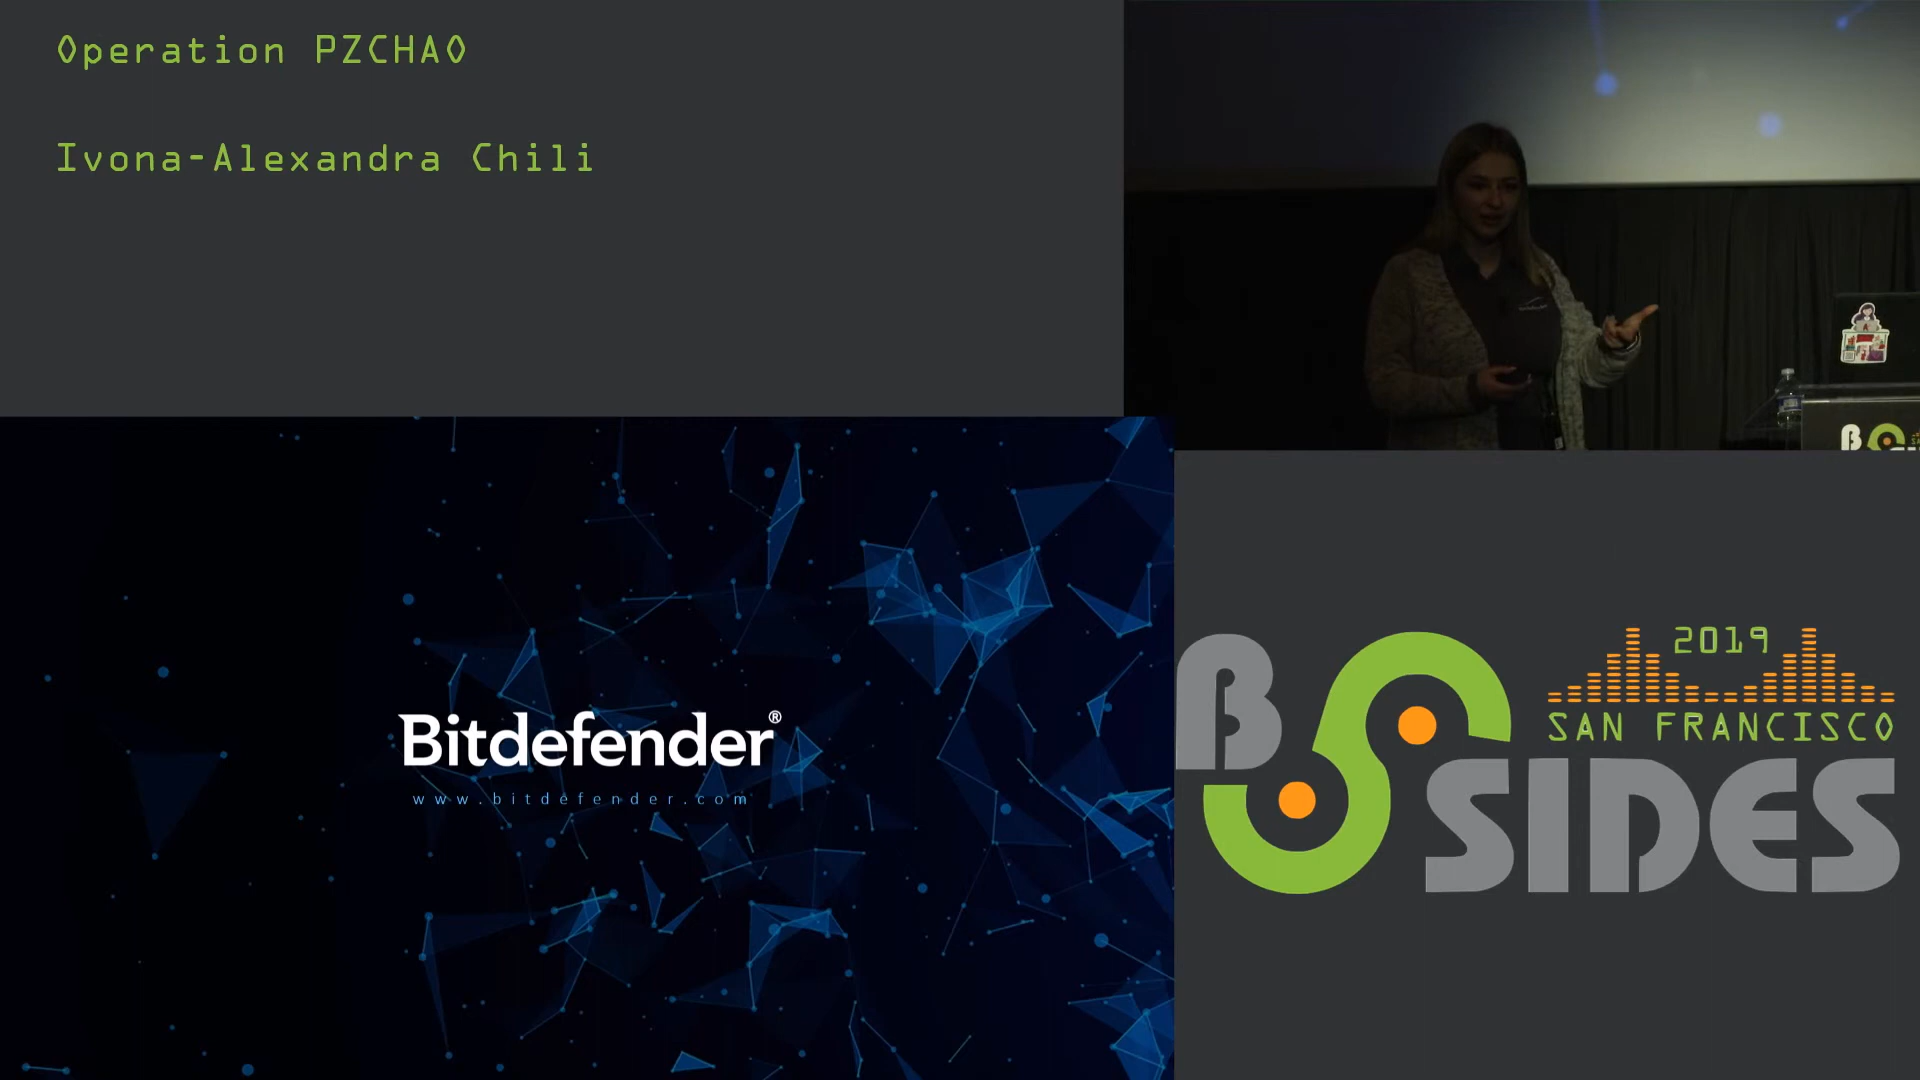 Operation PZCHAO
Ivona-Alexandra Chili
Bitdefender®
www.bitdefender.com
2019
SAN FRANCISCO
B
SIDES
B